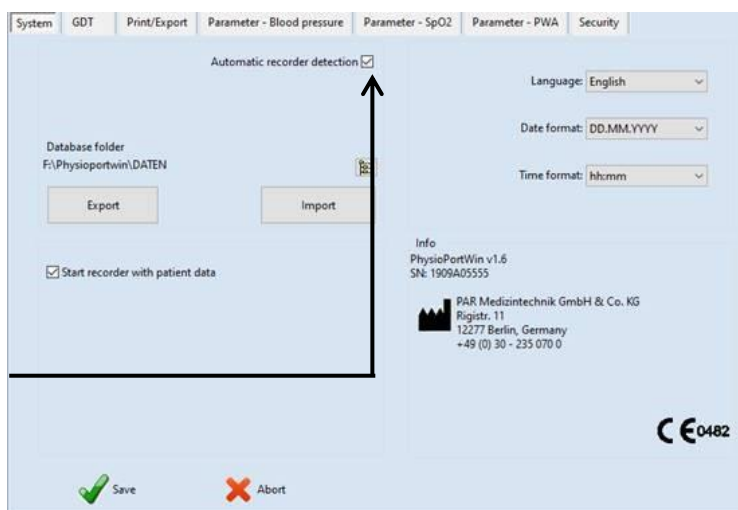 System GDT Print/Export Parameter - Blood pressure Parameter - SpO2 Parameter - PWA Security
Automatic recorder detection
Language: English
Date format: DD.MM.YYYY
Time format: hh:mm
Database folder
F:\Physioportwin\DATEN
Export Import
Start recorder with patient data
Info
PhysioPortWin v1.6
SN: 1909A05555
PAR Medizintechnik GmbH & Co. KG
Rigistr. 11
12277 Berlin, Germany
+49 (0) 30 - 235 070 0
CE0482
Save Abort